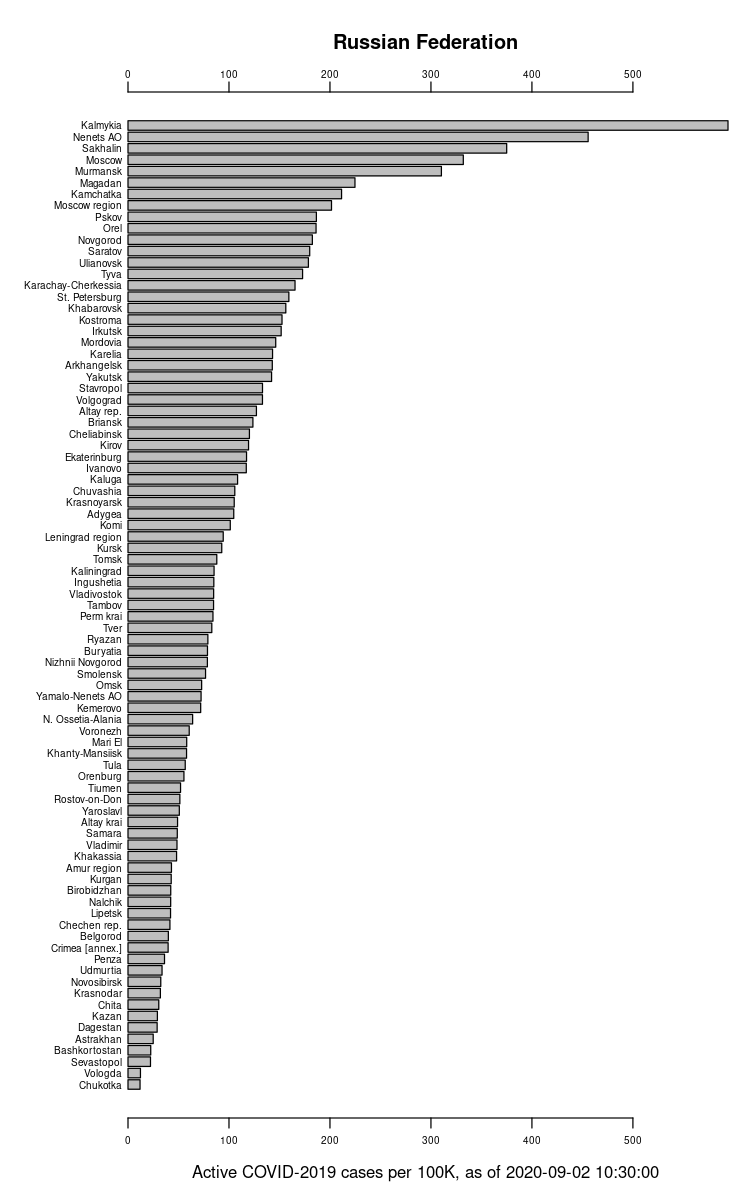 Russian Federation
0 100 200 300 400 500
Kalmykia
Nenets AO
Sakhalin
Moscow
Murmansk
Magadan
Kamchatka
Moscow region
Pskov
Orel
Novgorod
Saratov
Ulianovsk
Tyva
Karachay-Cherkessia
St. Petersburg
Khabarovsk
Kostroma
Irkutsk
Mordovia
Karelia
Arkhangelsk
Yakutsk
Stavropol
Volgograd
Altay rep.
Briansk
Cheliabinsk
Kirov
Ekaterinburg
Ivanovo
Kaluga
Chuvashia
Krasnoyarsk
Adygea
Komi
Leningrad region
Kursk
Tomsk
Kaliningrad
Ingushetia
Vladivostok
Tambov
Perm krai
Tver
Ryazan
Buryatia
Nizhnii Novgorod
Smolensk
Omsk
Yamalo-Nenets AO
Kemerovo
N. Ossetia-Alania
Voronezh
Mari El
Khanty-Mansiisk
Tula
Orenburg
Tiumen
Rostov-on-Don
Yaroslavl
Altay krai
Samara
Vladimir
Khakassia
Amur region
Kurgan
Birobidzhan
Nalchik
Lipetsk
Chechen rep.
Belgorod
Crimea [annex.]
Penza
Udmurtia
Novosibirsk
Krasnodar
Chita
Kazan
Dagestan
Astrakhan
Bashkortostan
Sevastopol
Vologda
Chukotka
0 100 200 300 400 500
Active COVID-2019 cases per 100K, as of 2020-09-02 10:30:00